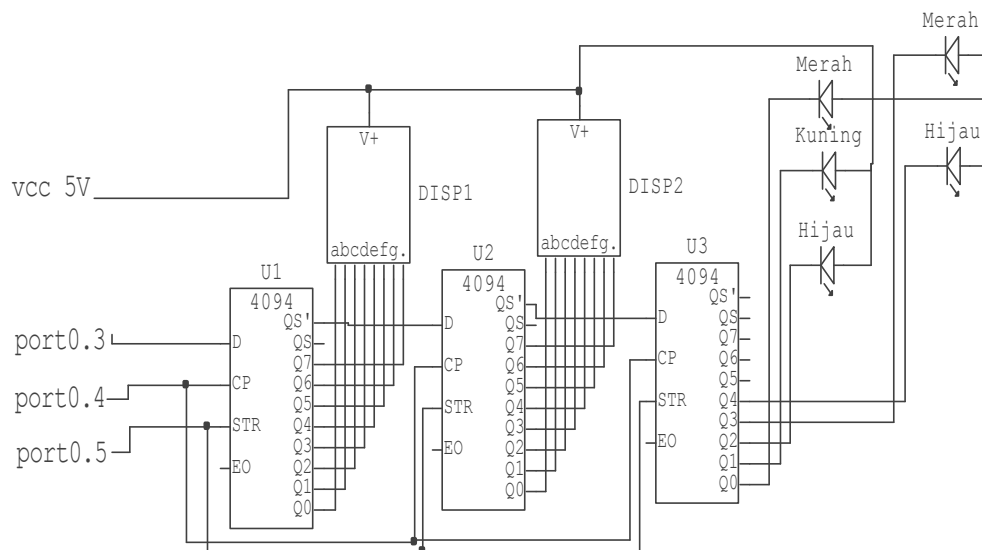 Merah
Merah
Kuning
Hijau
Hijau
vcc 5V
V+
DISP1
abcdefg.
V+
DISP2
abcdefg.
port0.3
port0.4
port0.5
U1
4094
D
CP
STR
EO
QS'
QS
Q7
Q6
Q5
Q4
Q3
Q2
Q1
Q0
U2
4094
D
CP
STR
EO
QS'
QS
Q7
Q6
Q5
Q4
Q3
Q2
Q1
Q0
U3
4094
D
CP
STR
EO
QS'
QS
Q7
Q6
Q5
Q4
Q3
Q2
Q1
Q0